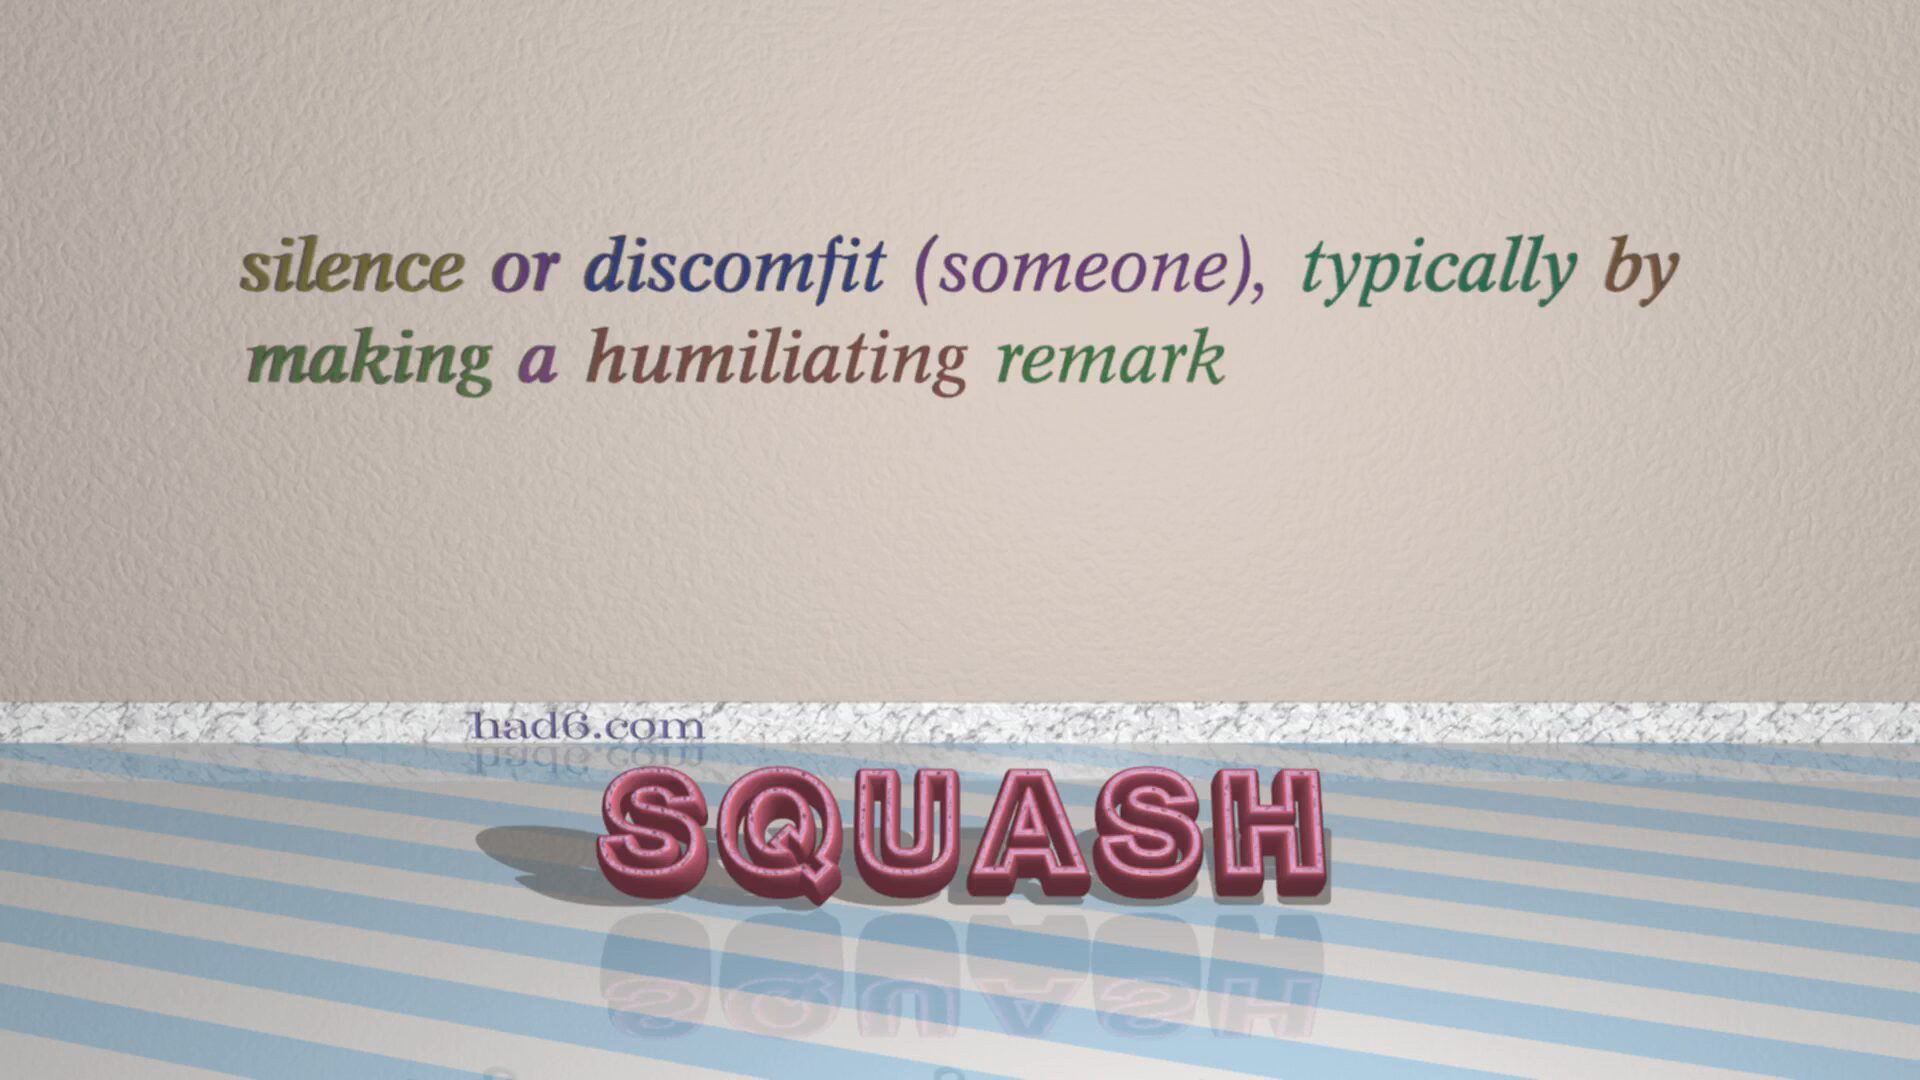 silence or discomfit (someone), typically by
making a humiliating remark
had6.com
SQUASH